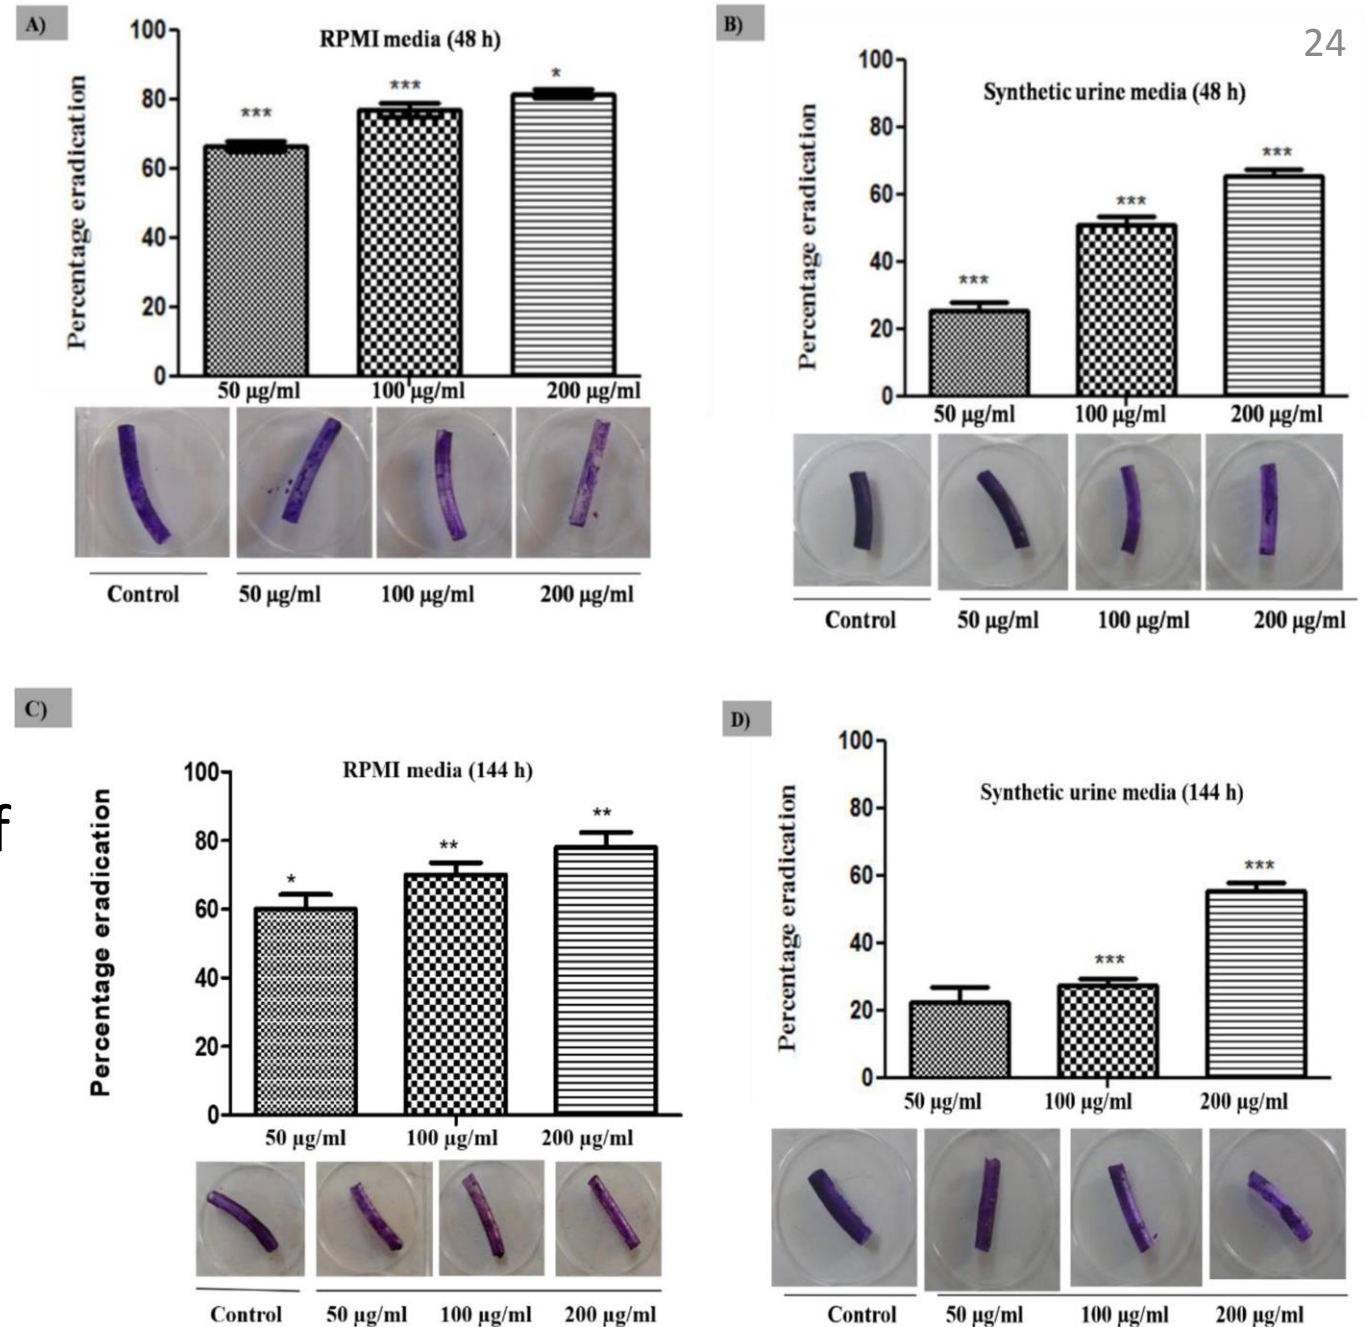 24
A)
RPMI media (48 h)
Percentage eradication
100
80
60
40
20
0
***
***
*
50 µg/ml 100 µg/ml 200 µg/ml
Control 50 µg/ml 100 µg/ml 200 µg/ml
B)
Synthetic urine media (48 h)
Percentage eradication
100
80
60
40
20
0
***
***
***
50 µg/ml 100 µg/ml 200 µg/ml
Control 50 µg/ml 100 µg/ml 200 µg/ml
f
C)
RPMI media (144 h)
Percentage eradication
100
80
60
40
20
0
*
**
**
50 µg/ml 100 µg/ml 200 µg/ml
Control 50 µg/ml 100 µg/ml 200 µg/ml
D)
Synthetic urine media (144 h)
Percentage eradication
100
80
60
40
20
0
***
***
50 µg/ml 100 µg/ml 200 µg/ml
Control 50 µg/ml 100 µg/ml 200 µg/ml